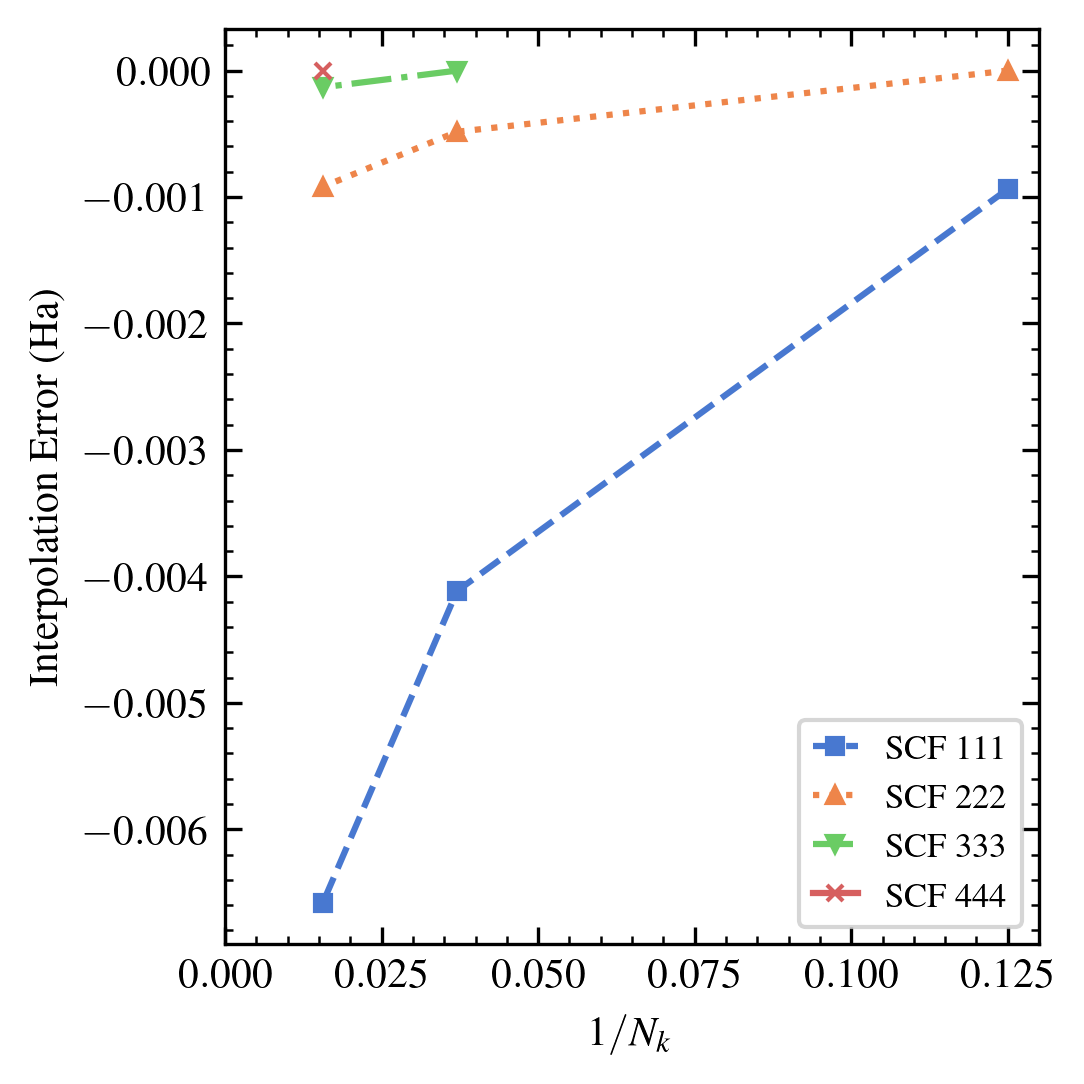 0.000
−0.001
−0.002
−0.003
−0.004
−0.005
−0.006
Interpolation Error (Ha)
SCF 111
SCF 222
SCF 333
SCF 444
0.000 0.025 0.050 0.075 0.100 0.125
1/N_k